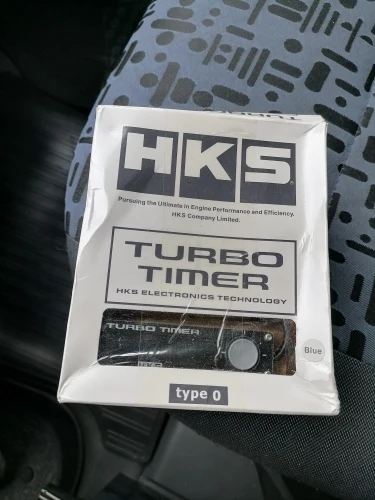 HKS
Pursuing the Ultimate in Engine Performance and Efficiency.
HKS Company Limited.
TURBO
TIMER
HKS ELECTRONICS TECHNOLOGY
TURBO TIMER
HKS
Blue
type 0